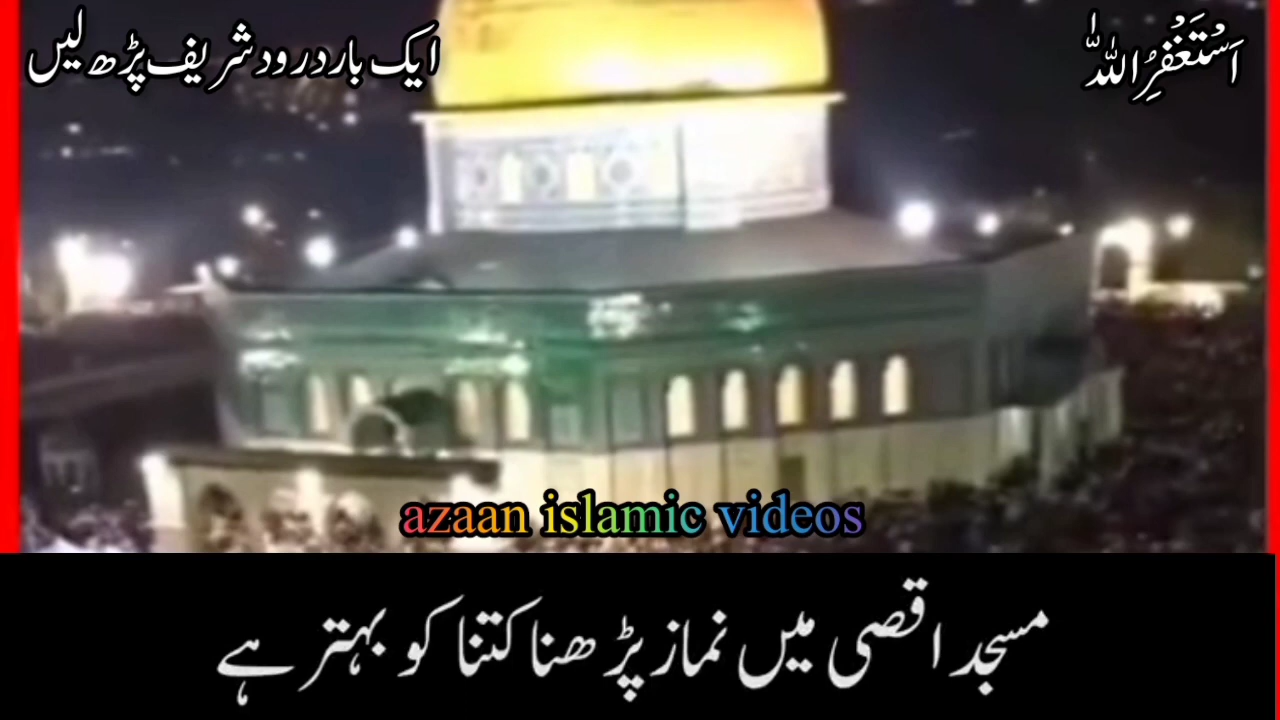 اَسْتَغْفِرُاللّٰه
ایک بار درود شریف پڑھ لیں
azaan islamic videos
مسجد اقصی میں نماز پڑھنا کتنا کو بہتر ہے